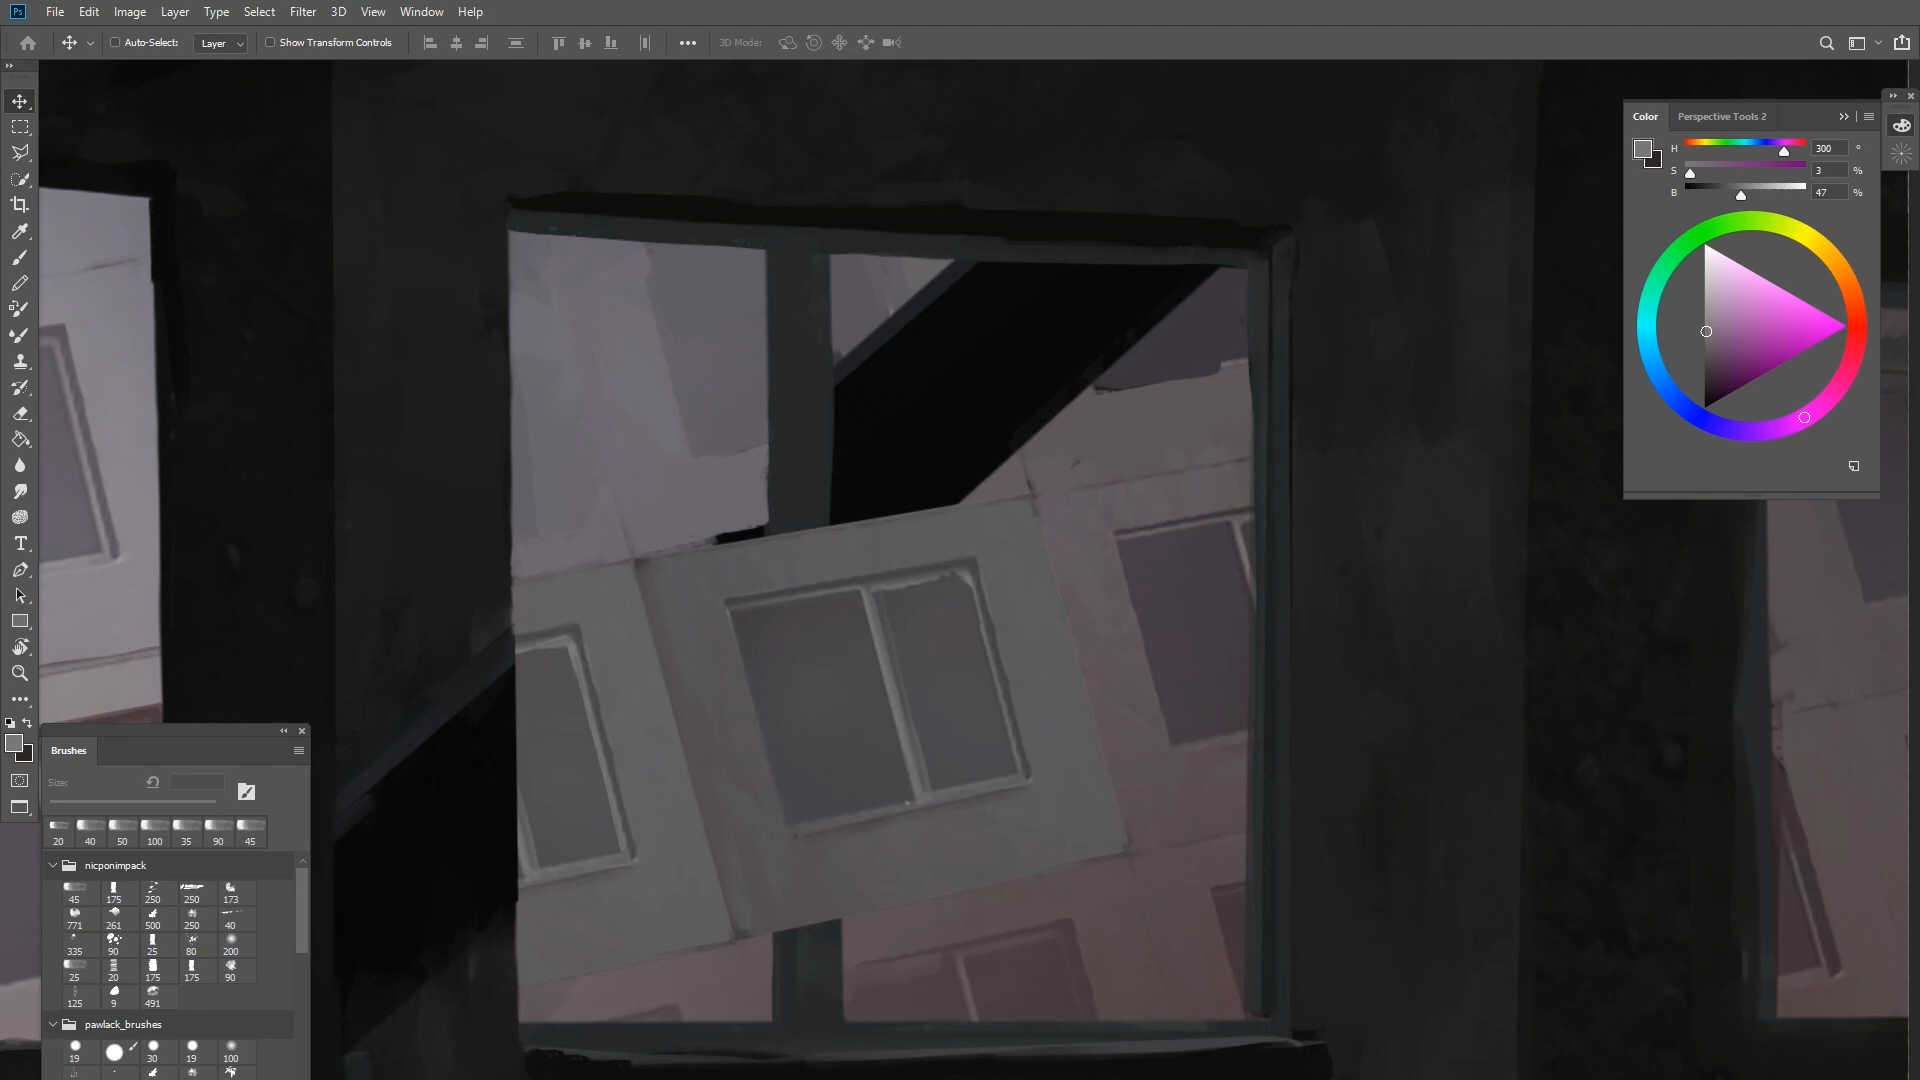 Ps File Edit Image Layer Type Select Filter 3D View Window Help
Auto-Select: Layer Show Transform Controls 3D Mode:
Color Perspective Tools 2
H 300 °
S 3 %
B 47 %
T
Brushes
Size:
20 40 50 100 35 90 45
nicponimpack
45 175 250 250 173
771 261 500 250 40
335 90 25 80 200
25 20 175 175 90
125 9 491
pawlack_brushes
19 30 19 100